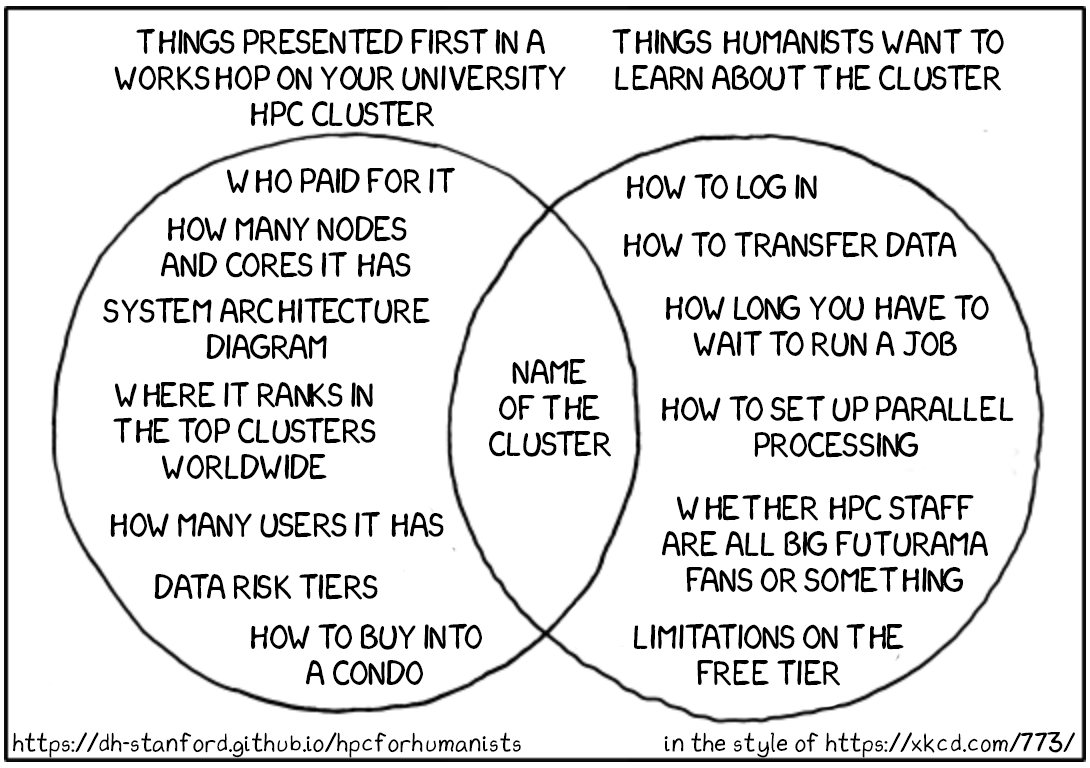 THINGS PRESENTED FIRST IN A
WORKSHOP ON YOUR UNIVERSITY
HPC CLUSTER
THINGS HUMANISTS WANT TO
LEARN ABOUT THE CLUSTER
WHO PAID FOR IT
HOW MANY NODES
AND CORES IT HAS
SYSTEM ARCHITECTURE
DIAGRAM
WHERE IT RANKS IN
THE TOP CLUSTERS
WORLDWIDE
HOW MANY USERS IT HAS
DATA RISK TIERS
HOW TO BUY INTO
A CONDO
NAME
OF THE
CLUSTER
HOW TO LOG IN
HOW TO TRANSFER DATA
HOW LONG YOU HAVE TO
WAIT TO RUN A JOB
HOW TO SET UP PARALLEL
PROCESSING
WHETHER HPC STAFF
ARE ALL BIG FUTURAMA
FANS OR SOMETHING
LIMITATIONS ON THE
FREE TIER
https://dh-stanford.github.io/hpcforhumanists
in the style of https://xkcd.com/773/